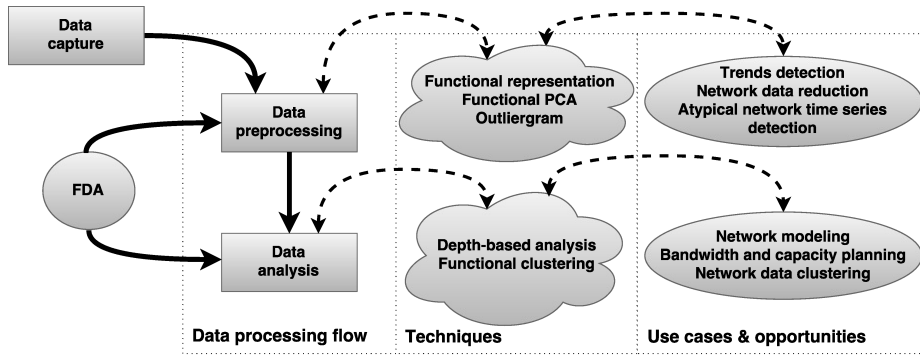 Data
capture
Data
preprocessing
FDA
Data
analysis
Data processing flow
Functional representation
Functional PCA
Outliergram
Depth-based analysis
Functional clustering
Techniques
Trends detection
Network data reduction
Atypical network time series
detection
Network modeling
Bandwidth and capacity planning
Network data clustering
Use cases & opportunities